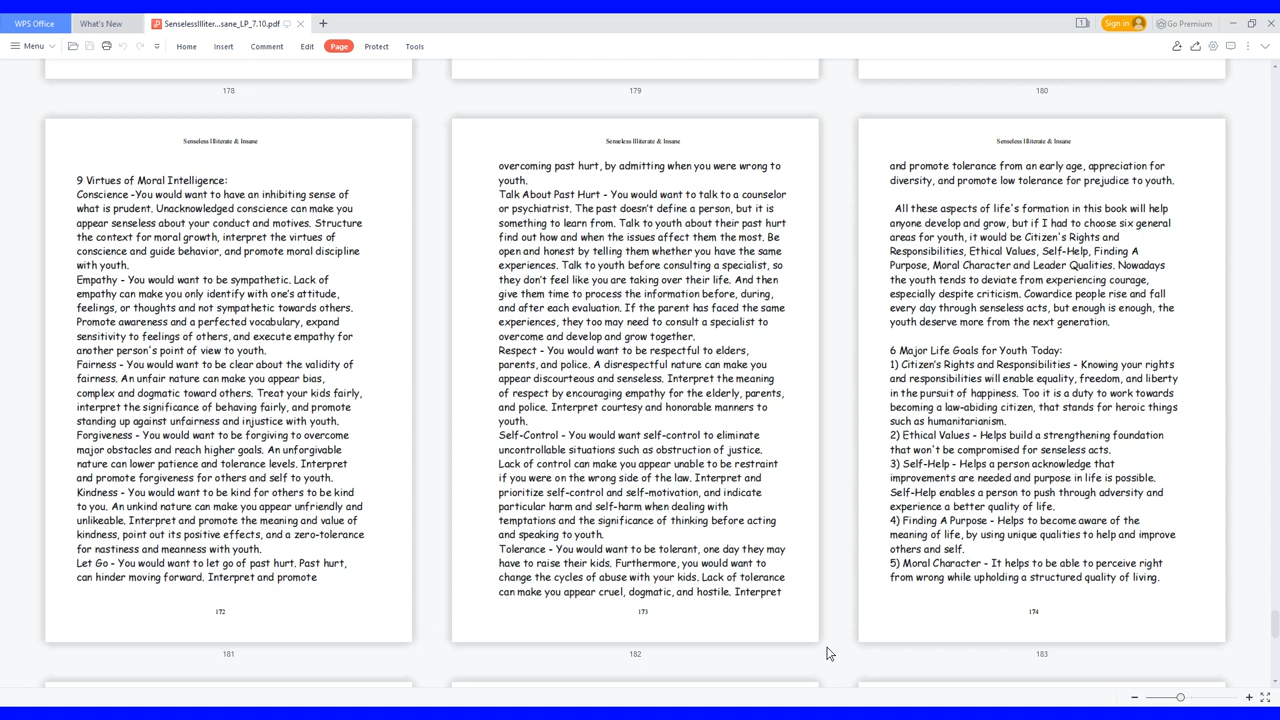 WPS Office
What's New
SenselessIlliter...sane_LP_7.10.pdf
1
Sign in
Go Premium
Menu
Home
Insert
Comment
Edit
Page
Protect
Tools
178
179
180
Senseless Illiterate & Insane
9 Virtues of Moral Intelligence:
Conscience -You would want to have an inhibiting sense of
what is prudent. Unacknowledged conscience can make you
appear senseless about your conduct and motives. Structure
the context for moral growth, interpret the virtues of
conscience and guide behavior, and promote moral discipline
with youth.
Empathy - You would want to be sympathetic. Lack of
empathy can make you only identify with one's attitude,
feelings, or thoughts and not sympathetic towards others.
Promote awareness and a perfected vocabulary, expand
sensitivity to feelings of others, and execute empathy for
another person's point of view to youth.
Fairness - You would want to be clear about the validity of
fairness. An unfair nature can make you appear bias,
complex and dogmatic toward others. Treat your kids fairly,
interpret the significance of behaving fairly, and promote
standing up against unfairness and injustice with youth.
Forgiveness - You would want to be forgiving to overcome
major obstacles and reach higher goals. An unforgivable
nature can lower patience and tolerance levels. Interpret
and promote forgiveness for others and self to youth.
Kindness - You would want to be kind for others to be kind
to you. An unkind nature can make you appear unfriendly and
unlikeable. Interpret and promote the meaning and value of
kindness, point out its positive effects, and a zero-tolerance
for nastiness and meanness with youth.
Let Go - You would want to let go of past hurt. Past hurt,
can hinder moving forward. Interpret and promote
172
181
Senseless Illiterate & Insane
overcoming past hurt, by admitting when you were wrong to
youth.
Talk About Past Hurt - You would want to talk to a counselor
or psychiatrist. The past doesn't define a person, but it is
something to learn from. Talk to youth about their past hurt
find out how and when the issues affect them the most. Be
open and honest by telling them whether you have the same
experiences. Talk to youth before consulting a specialist, so
they don't feel like you are taking over their life. And then
give them time to process the information before, during,
and after each evaluation. If the parent has faced the same
experiences, they too may need to consult a specialist to
overcome and develop and grow together.
Respect - You would want to be respectful to elders,
parents, and police. A disrespectful nature can make you
appear discourteous and senseless. Interpret the meaning
of respect by encouraging empathy for the elderly, parents,
and police. Interpret courtesy and honorable manners to
youth.
Self-Control - You would want self-control to eliminate
uncontrollable situations such as obstruction of justice.
Lack of control can make you appear unable to be restraint
if you were on the wrong side of the law. Interpret and
prioritize self-control and self-motivation, and indicate
particular harm and self-harm when dealing with
temptations and the significance of thinking before acting
and speaking to youth.
Tolerance - You would want to be tolerant, one day they may
have to raise their kids. Furthermore, you would want to
change the cycles of abuse with your kids. Lack of tolerance
can make you appear cruel, dogmatic, and hostile. Interpret
173
182
Senseless Illiterate & Insane
and promote tolerance from an early age, appreciation for
diversity, and promote low tolerance for prejudice to youth.
All these aspects of life's formation in this book will help
anyone develop and grow, but if I had to choose six general
areas for youth, it would be Citizen's Rights and
Responsibilities, Ethical Values, Self-Help, Finding A
Purpose, Moral Character and Leader Qualities. Nowadays
the youth tends to deviate from experiencing courage,
especially despite criticism. Cowardice people rise and fall
every day through senseless acts, but enough is enough, the
youth deserve more from the next generation.
6 Major Life Goals for Youth Today:
1) Citizen's Rights and Responsibilities - Knowing your rights
and responsibilities will enable equality, freedom, and liberty
in the pursuit of happiness. Too it is a duty to work towards
becoming a law-abiding citizen, that stands for heroic things
such as humanitarianism.
2) Ethical Values - Helps build a strengthening foundation
that won't be compromised for senseless acts.
3) Self-Help - Helps a person acknowledge that
improvements are needed and purpose in life is possible.
Self-Help enables a person to push through adversity and
experience a better quality of life.
4) Finding A Purpose - Helps to become aware of the
meaning of life, by using unique qualities to help and improve
others and self.
5) Moral Character - It helps to be able to perceive right
from wrong while upholding a structured quality of living.
174
183